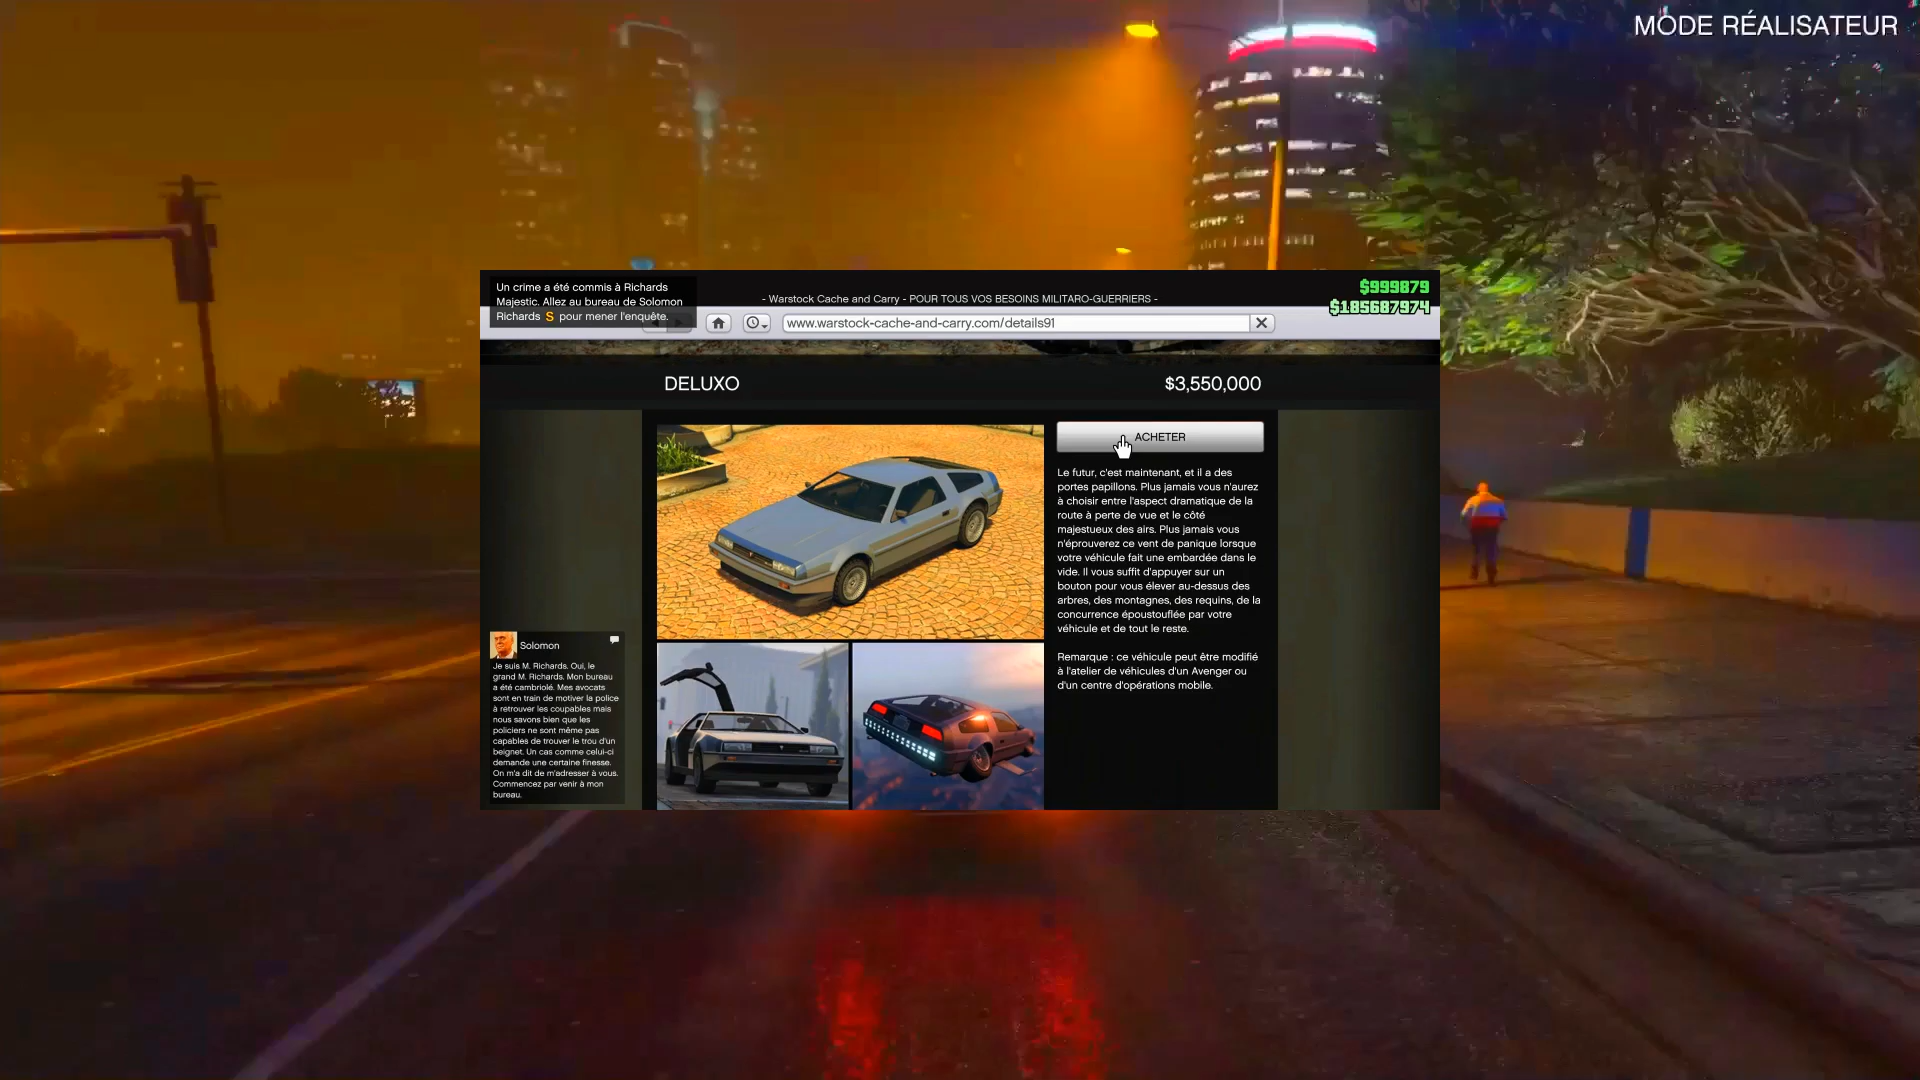 MODE RÉALISATEUR
Un crime a été commis à Richards
Majestic. Allez au bureau de Solomon
Richards S pour mener l'enquête.
- Warstock Cache and Carry - POUR TOUS VOS BESOINS MILITARO-GUERRIERS -
$999879
$185687974
www.warstock-cache-and-carry.com/details91
DELUXO
$3,550,000
ACHETER
Le futur, c'est maintenant, et il a des
portes papillons. Plus jamais vous n'aurez
à choisir entre l'aspect dramatique de la
route à perte de vue et le côté
majestueux des airs. Plus jamais vous
n'éprouverez ce vent de panique lorsque
votre véhicule fait une embardée dans le
vide. Il vous suffit d'appuyer sur un
bouton pour vous élever au-dessus des
arbres, des montagnes, des requins, de la
concurrence époustouflée par votre
véhicule et de tout le reste.
Remarque : ce véhicule peut être modifié
à l'atelier de véhicules d'un Avenger ou
d'un centre d'opérations mobile.
Solomon
Je suis M. Richards. Oui, le
grand M. Richards. Mon bureau
a été cambriolé. Mes avocats
sont en train de motiver la police
à retrouver les coupables mais
nous savons bien que les
policiers ne sont même pas
capables de trouver le trou d'un
beignet. Un cas comme celui-ci
demande une certaine finesse.
On m'a dit de m'adresser à vous.
Commencez par venir à mon
bureau.